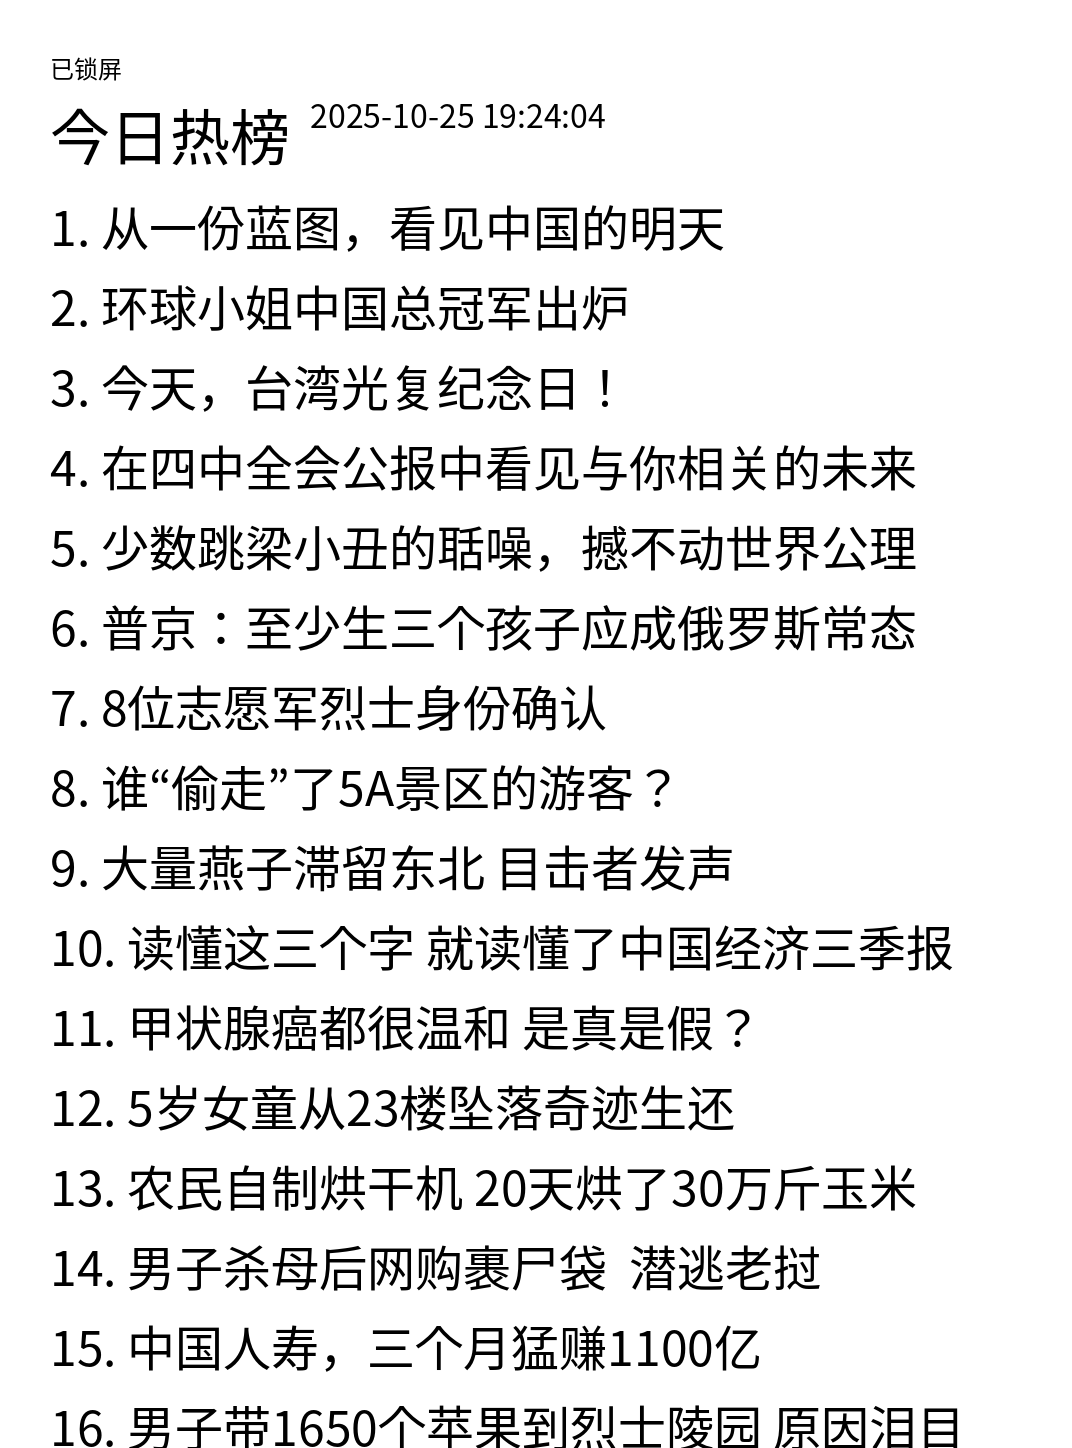 已锁屏
今日热榜 2025-10-25 19:24:04
1. 从一份蓝图，看见中国的明天
2. 环球小姐中国总冠军出炉
3. 今天，台湾光复纪念日！
4. 在四中全会公报中看见与你相关的未来
5. 少数跳梁小丑的聒噪，撼不动世界公理
6. 普京：至少生三个孩子应成俄罗斯常态
7. 8位志愿军烈士身份确认
8. 谁“偷走”了5A景区的游客？
9. 大量燕子滞留东北 目击者发声
10. 读懂这三个字 就读懂了中国经济三季报
11. 甲状腺癌都很温和 是真是假？
12. 5岁女童从23楼坠落奇迹生还
13. 农民自制烘干机 20天烘了30万斤玉米
14. 男子杀母后网购裹尸袋  潜逃老挝
15. 中国人寿，三个月猛赚1100亿
16. 男子带1650个苹果到烈士陵园 原因泪目